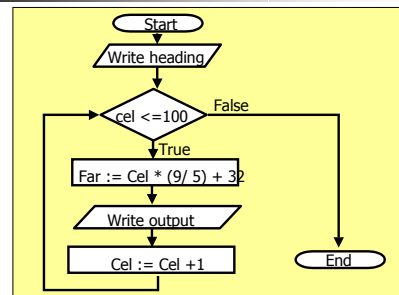 Start
Write heading
cel <=100
False
True
Far := Cel * (9/ 5) + 32
Write output
Cel := Cel +1
End